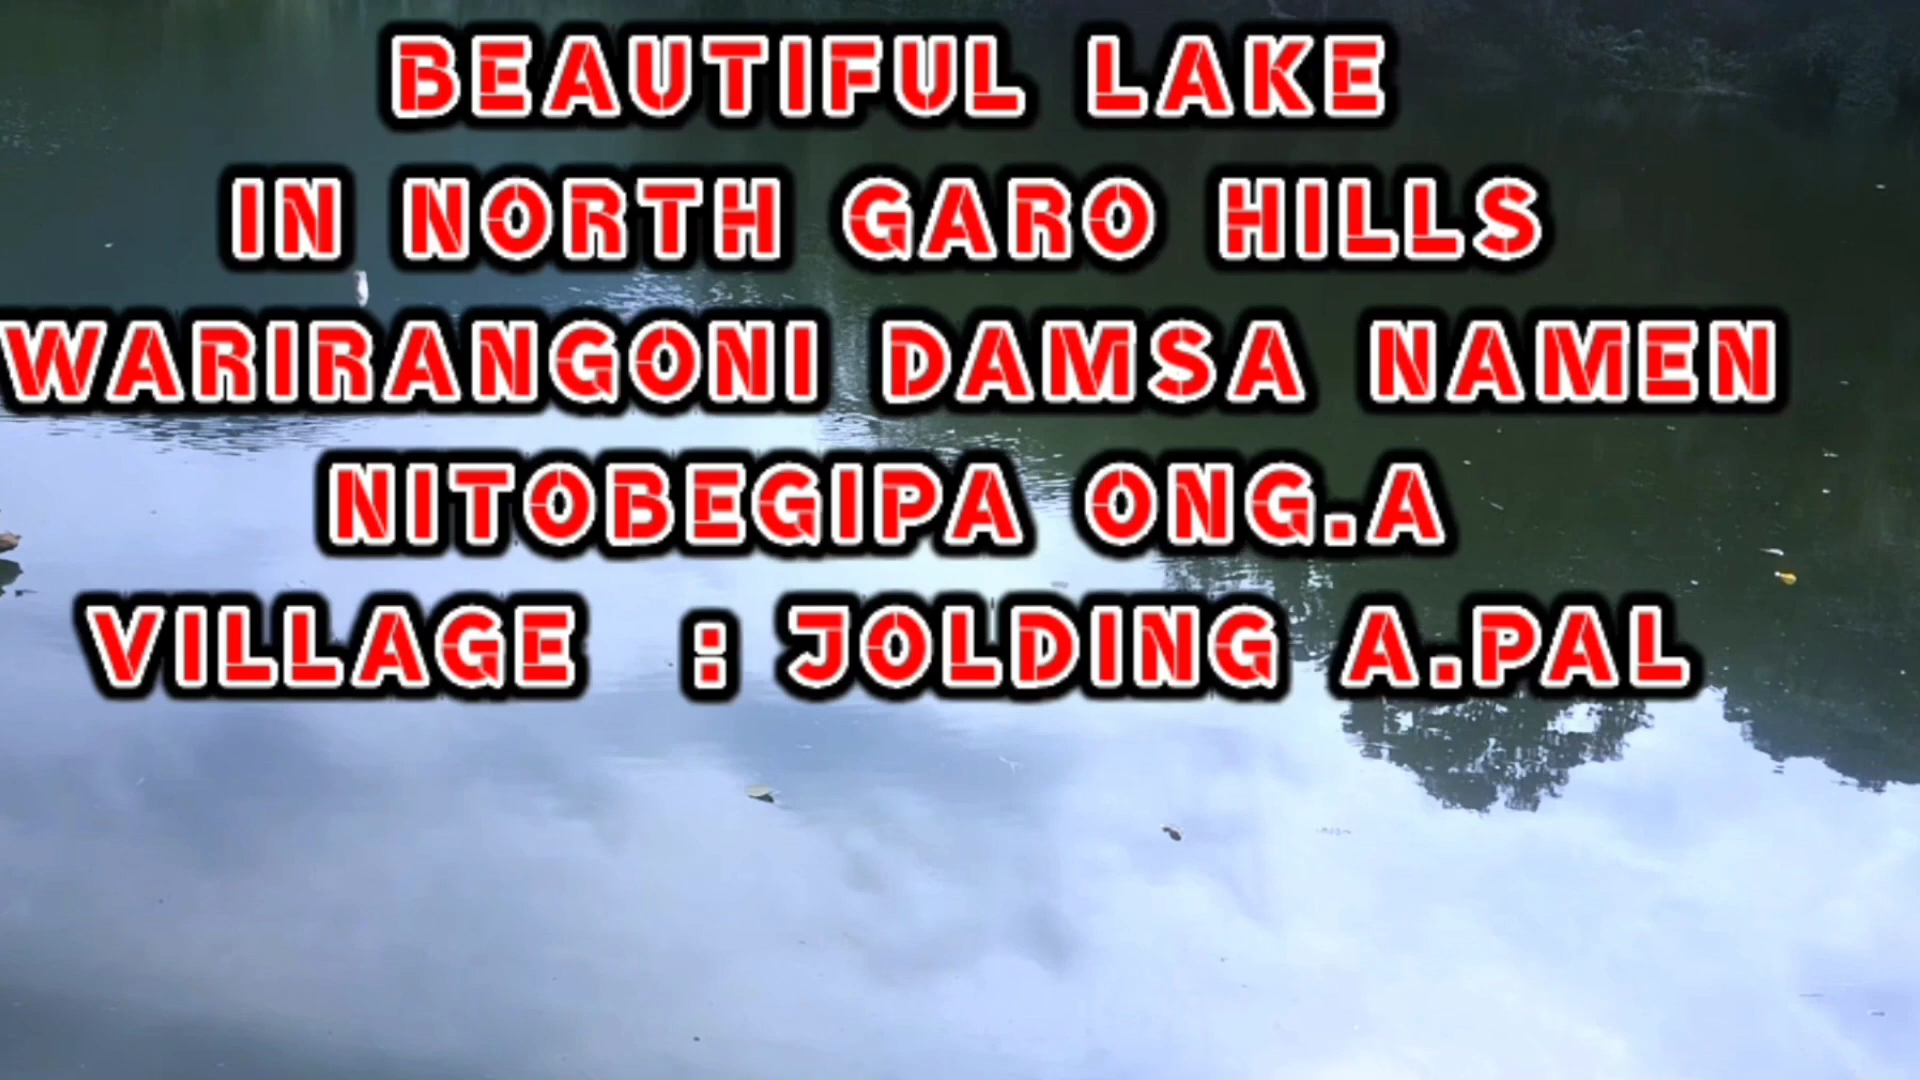 BEAUTIFUL LAKE
IN NORTH GARO HILLS
WARIRANGONI DAMSA NAMEN
NITOBEGIPA ONG.A
VILLAGE : JOLDING A.PAL